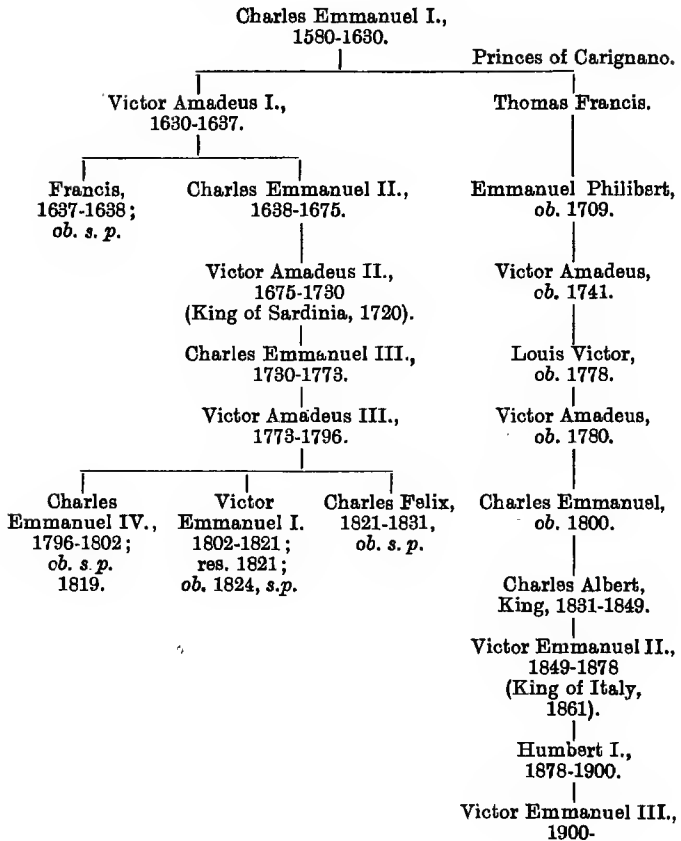 Charles Emmanuel I.,
1580-1630.
Princes of Carignano.
Victor Amadeus I.,
1630-1637.
Thomas Francis.
Francis,
1637-1638;
ob. s. p.
Charles Emmanuel II.,
1638-1675.
Emmanuel Philibert,
ob. 1709.
Victor Amadeus II.,
1675-1730
(King of Sardinia, 1720).
Victor Amadeus,
ob. 1741.
Charles Emmanuel III.,
1730-1773.
Louis Victor,
ob. 1778.
Victor Amadeus III.,
1773-1796.
Victor Amadeus,
ob. 1780.
Charles
Emmanuel IV.,
1796-1802;
ob. s. p.
1819.
Victor
Emmanuel I.
1802-1821;
res. 1821;
ob. 1824, s.p.
Charles Felix,
1821-1831,
ob. s. p.
Charles Emmanuel,
ob. 1800.
Charles Albert,
King, 1831-1849.
Victor Emmanuel II.,
1849-1878
(King of Italy,
1861).
Humbert I.,
1878-1900.
Victor Emmanuel III.,
1900-